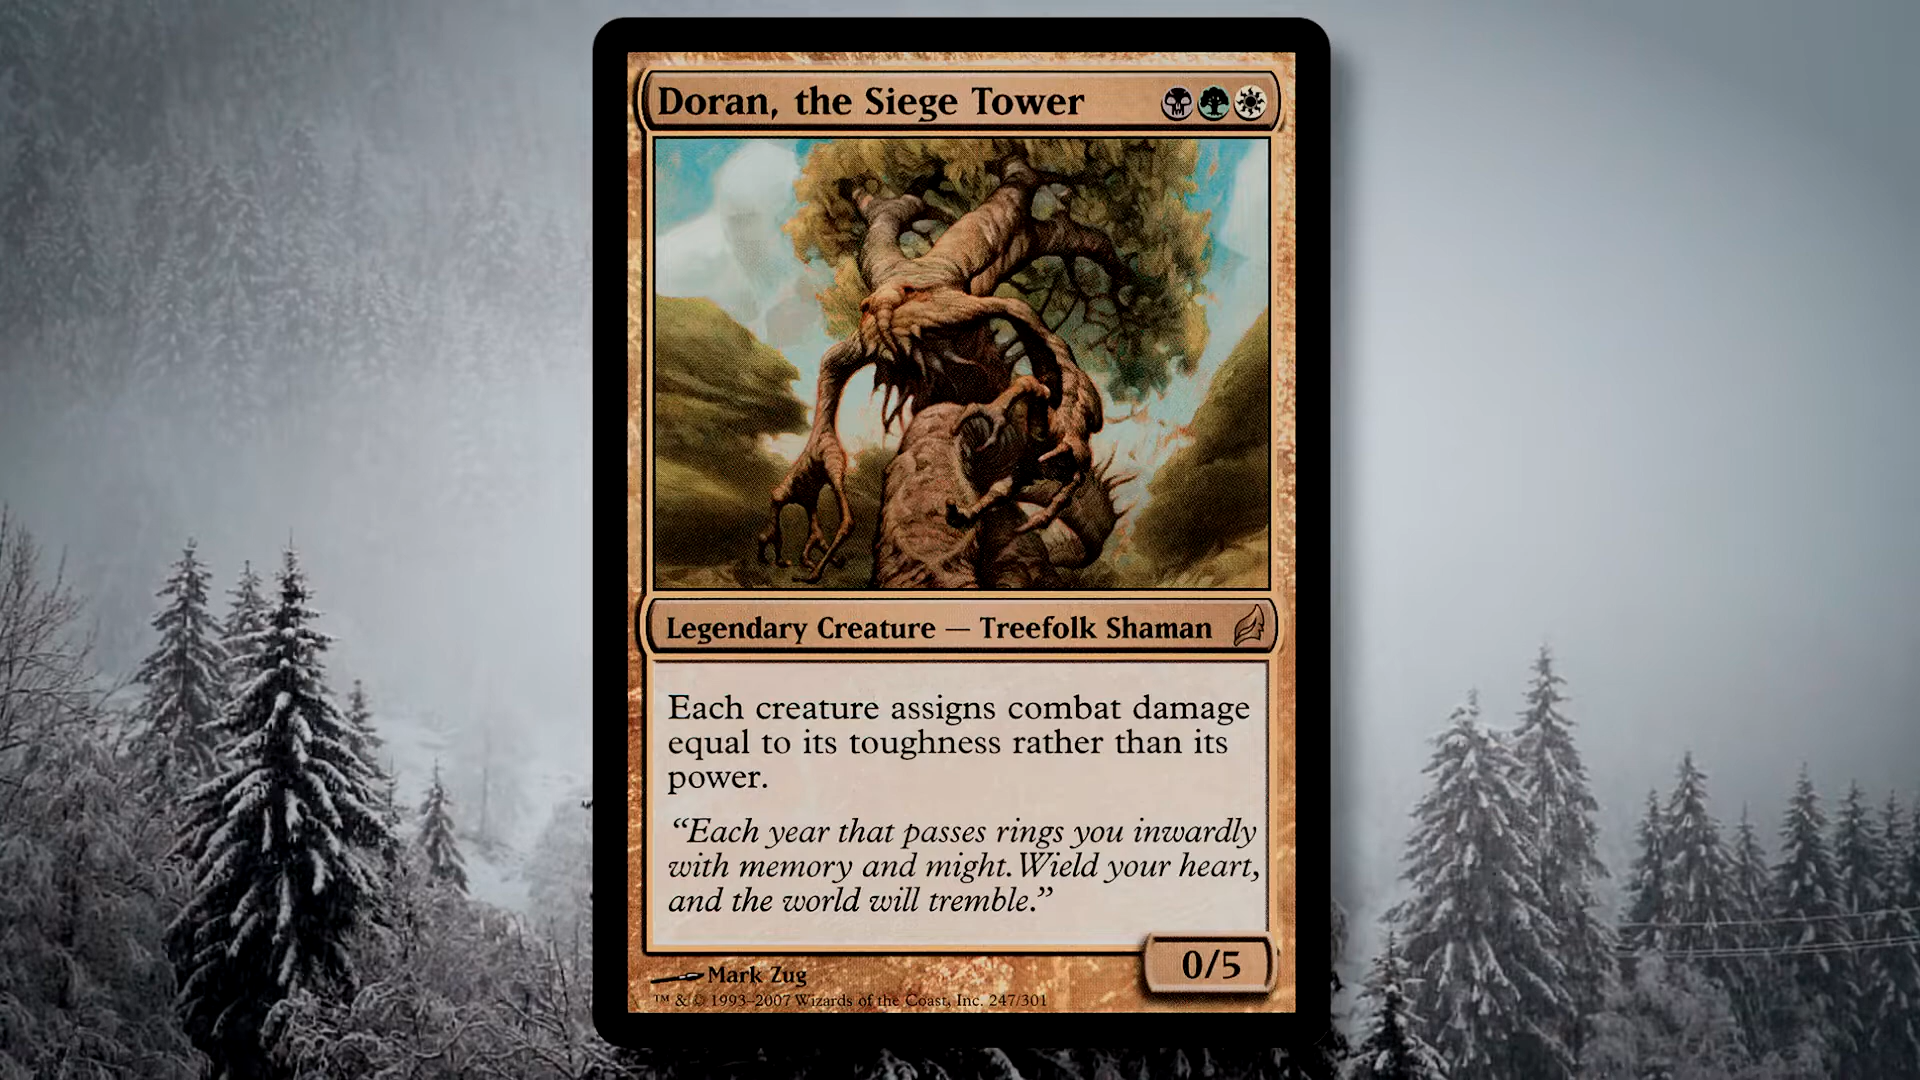 Doran, the Siege Tower
Legendary Creature — Treefolk Shaman
Each creature assigns combat damage
equal to its toughness rather than its
power.
“Each year that passes rings you inwardly
with memory and might. Wield your heart,
and the world will tremble.”
0/5
Mark Zug
™ & © 1993–2007 Wizards of the Coast, Inc. 247/301